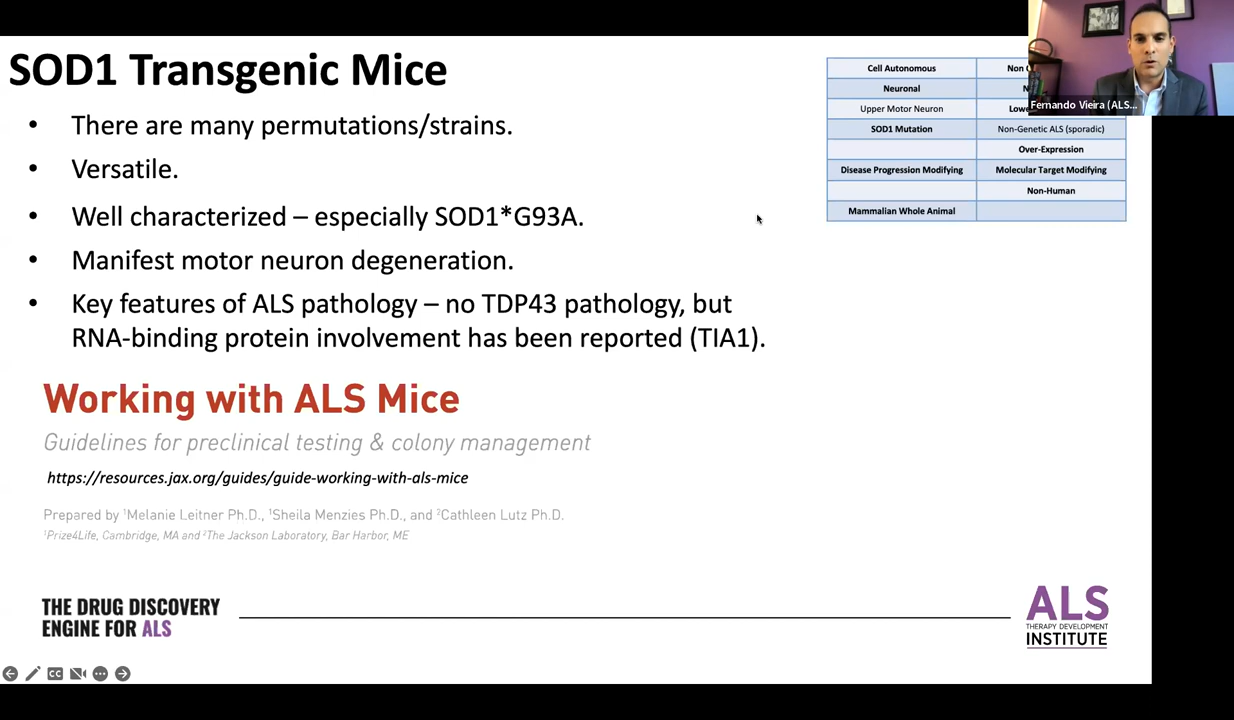 SOD1 Transgenic Mice
• There are many permutations/strains.
• Versatile.
• Well characterized – especially SOD1*G93A.
• Manifest motor neuron degeneration.
• Key features of ALS pathology – no TDP43 pathology, but
RNA-binding protein involvement has been reported (TIA1).
Cell Autonomous Non
Neuronal
Upper Motor Neuron
SOD1 Mutation Non-Genetic ALS (sporadic)
Over-Expression
Disease Progression Modifying Molecular Target Modifying
Non-Human
Mammalian Whole Animal
Fernando Vieira (ALS...
Working with ALS Mice
Guidelines for preclinical testing & colony management
https://resources.jax.org/guides/guide-working-with-als-mice
Prepared by ¹Melanie Leitner Ph.D., ¹Sheila Menzies Ph.D., and ²Cathleen Lutz Ph.D.
¹Prize4Life, Cambridge, MA and ²The Jackson Laboratory, Bar Harbor, ME
THE DRUG DISCOVERY
ENGINE FOR ALS
ALS
THERAPY DEVELOPMENT
INSTITUTE
CC